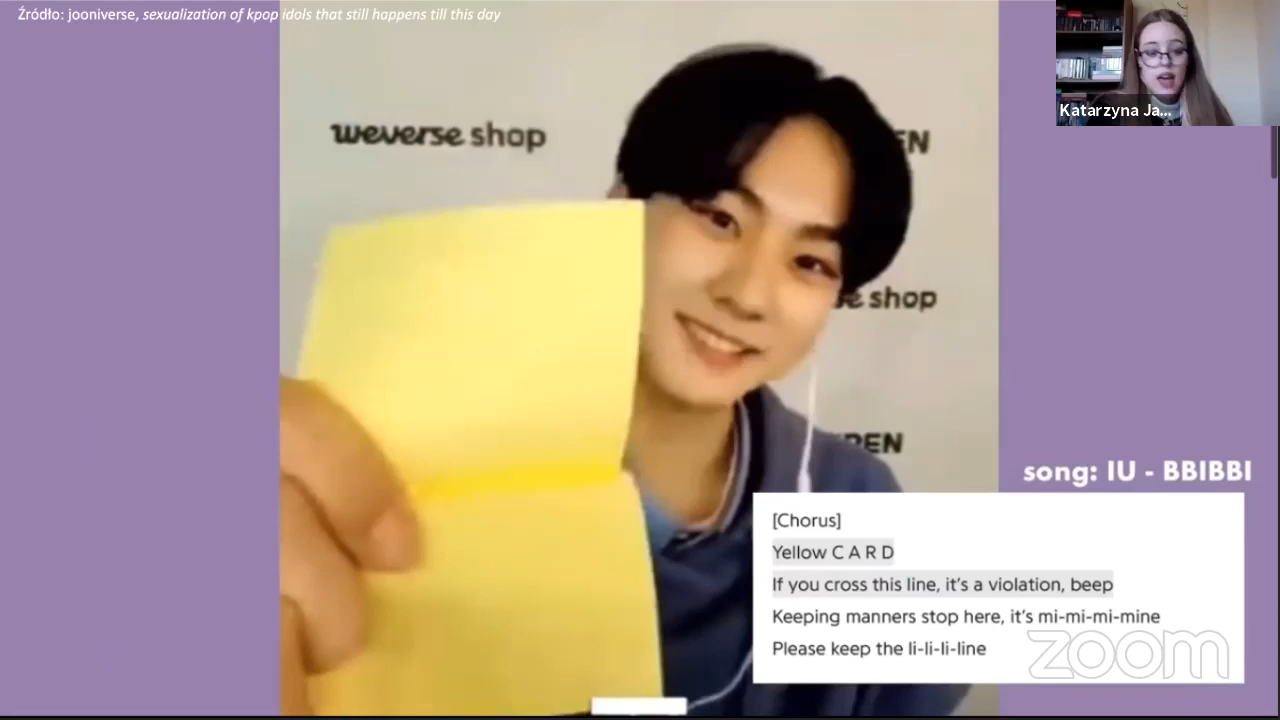 Źródło: jooniverse, sexualization of kpop idols that still happens till this day
Katarzyna Ja...
weverse shop
EN
se shop
PEN
song: IU - BBIBBI
[Chorus]
Yellow C A R D
If you cross this line, it's a violation, beep
Keeping manners stop here, it's mi-mi-mi-mine
Please keep the li-li-li-line
zoom